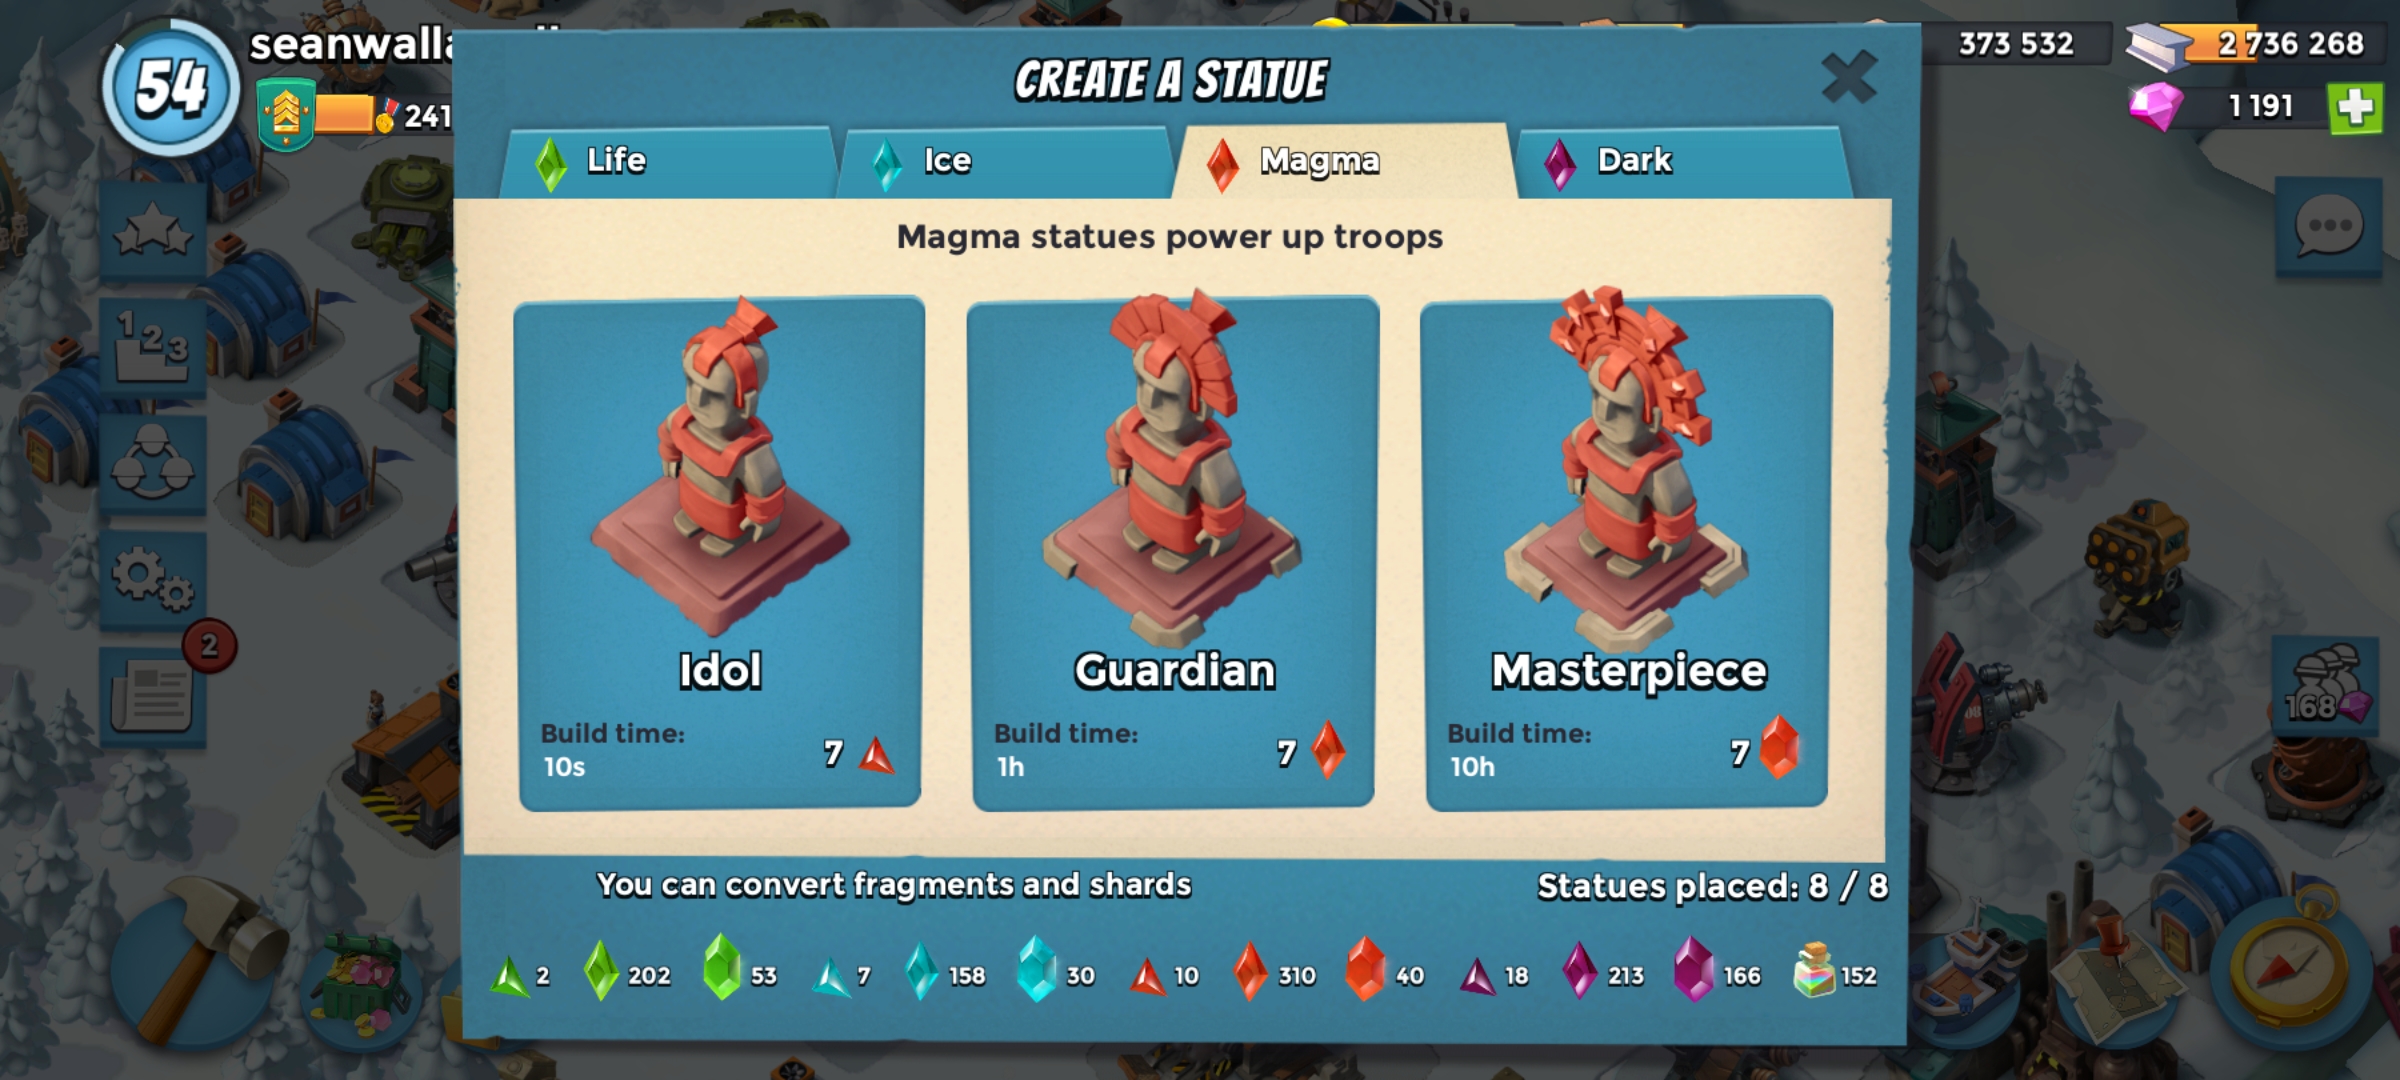 54
241
373 532
2 736 268
1 191
CREATE A STATUE
Life
Ice
Magma
Dark
Magma statues power up troops
Idol
Build time:
10s
7
Guardian
Build time:
1h
7
Masterpiece
Build time:
10h
7
1 2 3
2
168
You can convert fragments and shards
Statues placed: 8 / 8
2
202
53
7
158
30
10
310
40
18
213
166
152